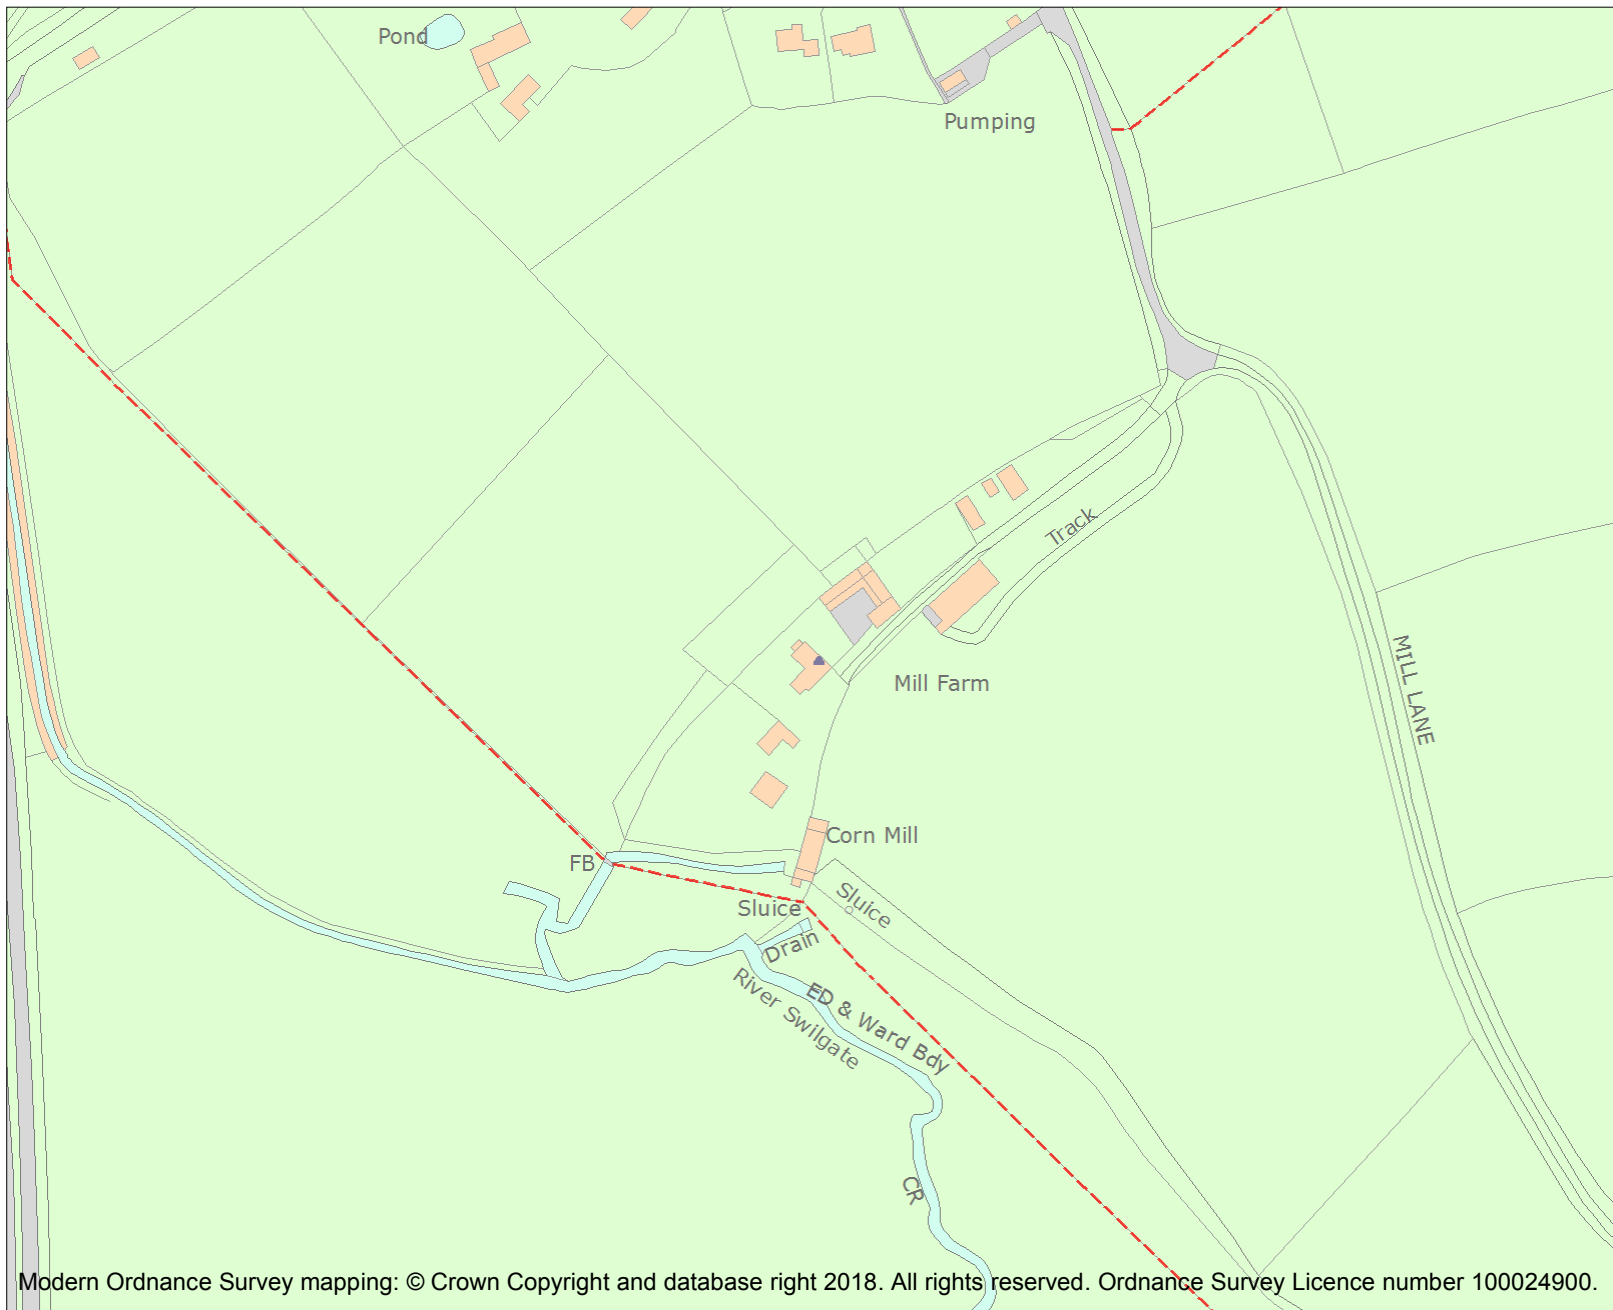 Pond
Pumping
Track
MILL LANE
Mill Farm
Corn Mill
FB
Sluice
Sluice
Drain
River Swilgate
ED & Ward Bdy
CR
Modern Ordnance Survey mapping: © Crown Copyright and database right 2018. All rights reserved. Ordnance Survey Licence number 100024900.